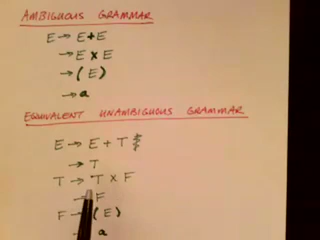 AMBIGUOUS GRAMMAR
E → E + E
→ E × E
→ ( E )
→ a
EQUIVALENT UNAMBIGUOUS GRAMMAR
E → E + T
→ T
T → T × F
→ F
F → ( E )
→ a